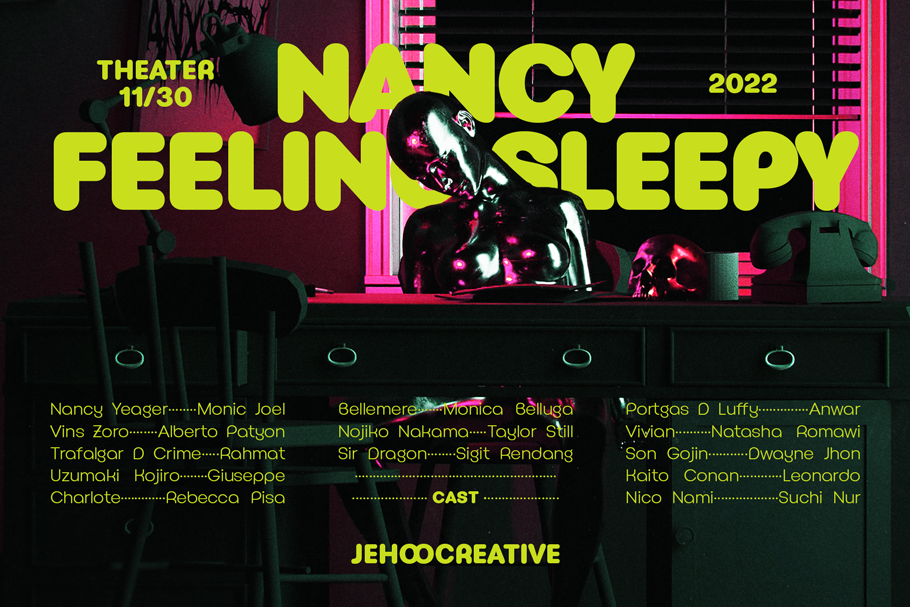 THEATER
11/30
2022
NANCY
FEELING SLEEPY
Nancy Yeager........Monic Joel
Vins Zoro.......Alberto Patyon
Trafalgar D Crime.....Rahmat
Uzumaki Kojiro.......Giuseppe
Charlote............Rebecca Pisa
Bellemere......Monica Belluga
Nojiko Nakama.....Taylor Still
Sir Dragon.......Sigit Rendang
CAST
Portgas D Luffy.............Anwar
Vivian.........Natasha Romawi
Son Gojin..........Dwayne Jhon
Kaito Conan..........Leonardo
Nico Nami.................Suchi Nur
JEHOOCREATIVE